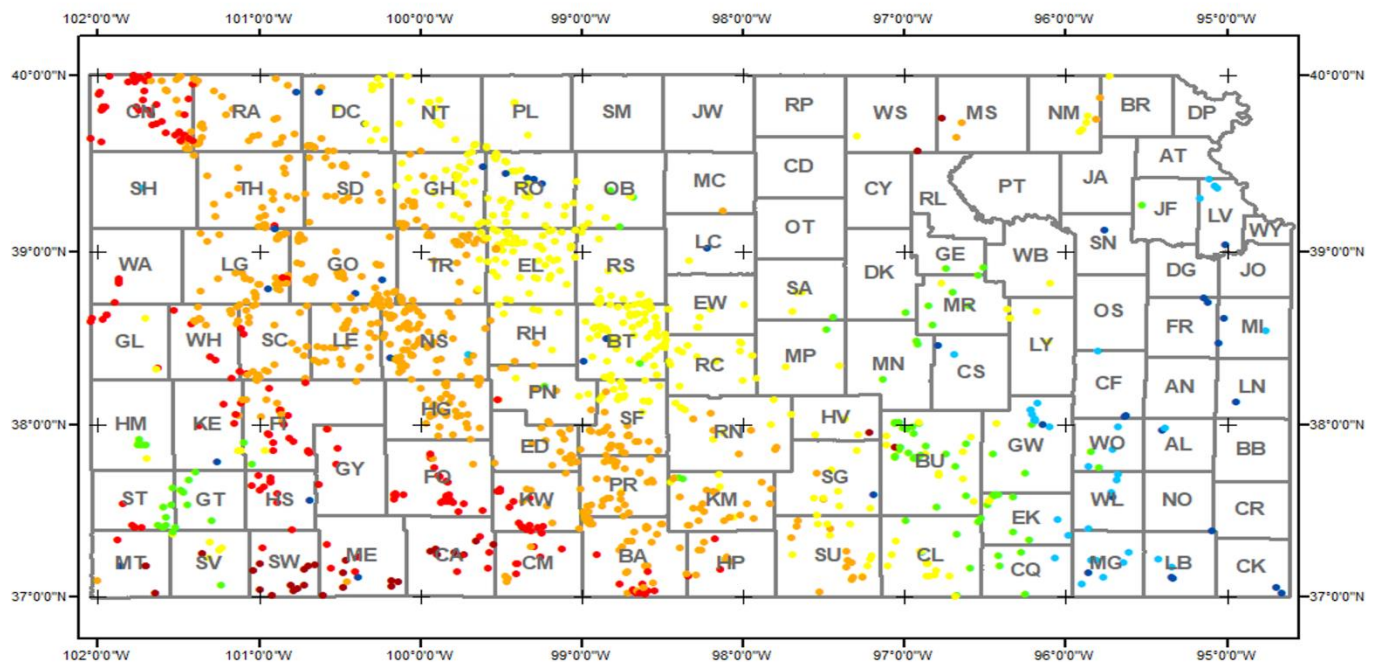 102°0'0"W 101°0'0"W 100°0'0"W 99°0'0"W 98°0'0"W 97°0'0"W 96°0'0"W 95°0'0"W
40°0'0"N 40°0'0"N
CN RA DC NT PL SM JW RP WS MS NM BR DP
SH TH SD GH RO OB MC CD CY RL PT JA AT JF LV WY
39°0'0"N 39°0'0"N
WA LG GO TR EL RS LC OT DK GE WB SN DG JO
GL WH SC LE NS RH BT EW SA MR OS FR MI
RC MP MN CS LY
HM KE FI HG PN SF CF AN LN
38°0'0"N 38°0'0"N
GY ED RN HV BU GW WO AL BB
ST GT HS FO KW PR KM SG EK WL NO CR
MT SV SW ME CA CM BA HP SU CL CQ MG LB CK
37°0'0"N 37°0'0"N
102°0'0"W 101°0'0"W 100°0'0"W 99°0'0"W 98°0'0"W 97°0'0"W 96°0'0"W 95°0'0"W